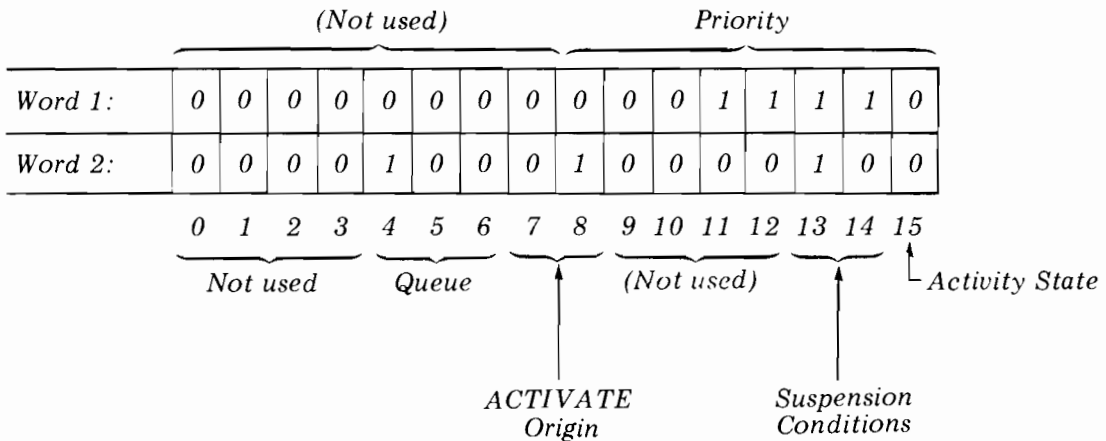 (Not used) Priority
Word 1: 0 0 0 0 0 0 0 0 0 0 0 1 1 1 1 0
Word 2: 0 0 0 0 1 0 0 0 1 0 0 0 0 1 0 0
0 1 2 3 4 5 6 7 8 9 10 11 12 13 14 15
Not used Queue (Not used) Activity State
ACTIVATE Suspension
Origin Conditions